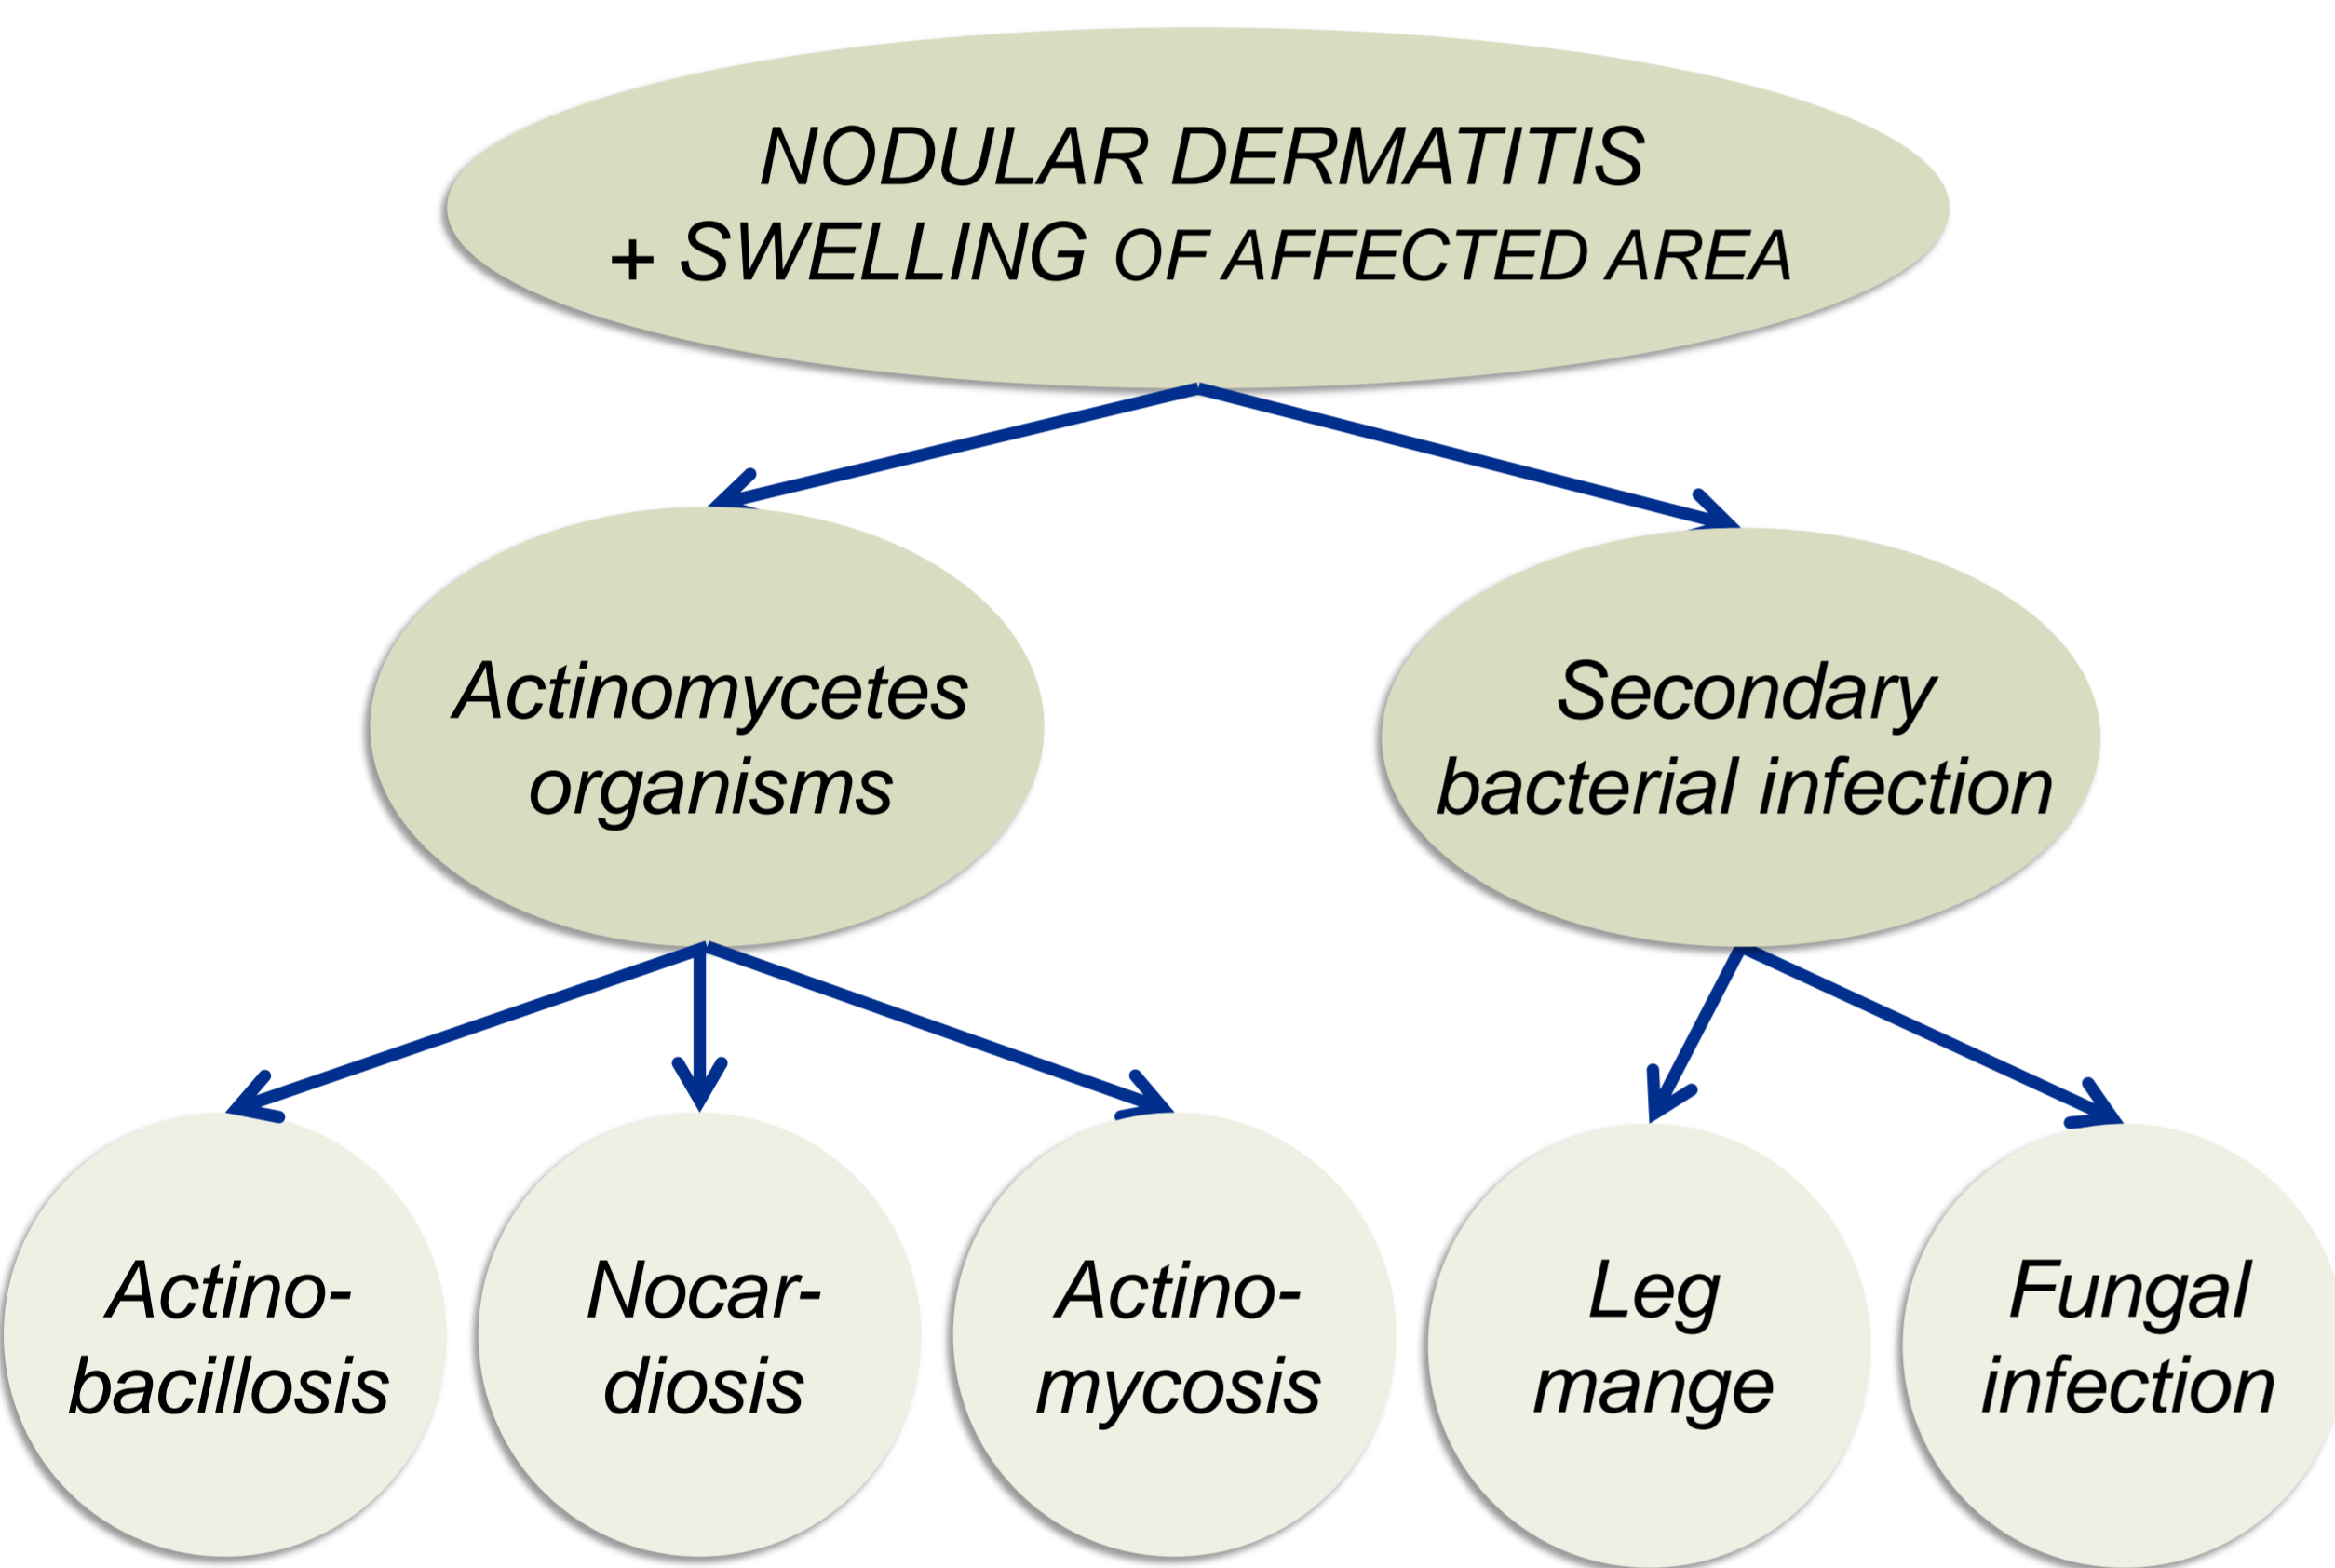 NODULAR DERMATITIS
+ SWELLING OF AFFECTED AREA
Actinomycetes
organisms
Secondary
bacterial infection
Actino-
bacillosis
Nocar-
diosis
Actino-
mycosis
Leg
mange
Fungal
infection